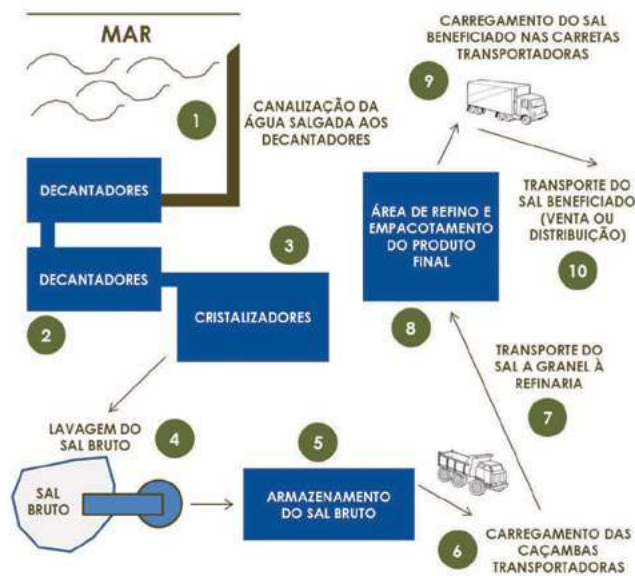 MAR
1
CANALIZAÇÃO DA
ÁGUA SALGADA AOS
DECANTADORES
DECANTADORES
DECANTADORES
2
3
CRISTALIZADORES
LAVAGEM DO
SAL BRUTO
4
SAL
BRUTO
5
ARMAZENAMENTO
DO SAL BRUTO
6
CARREGAMENTO DAS
CAÇAMBAS
TRANSPORTADORAS
TRANSPORTE DO
SAL A GRANEL À
REFINARIA
7
8
ÁREA DE REFINO E
EMPACOTAMENTO
DO PRODUTO
FINAL
CARREGAMENTO DO SAL
BENEFICIADO NAS CARRETAS
TRANSPORTADORAS
9
TRANSPORTE DO
SAL BENEFICIADO
(VENTA OU
DISTRIBUIÇÃO)
10